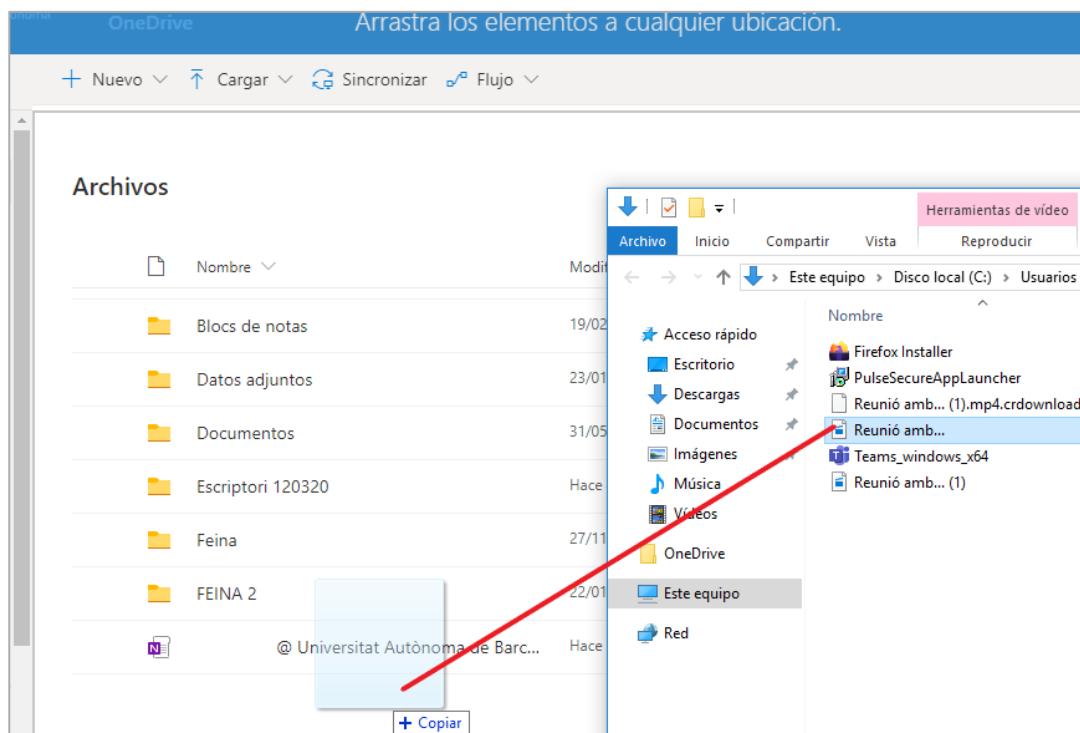 OneDrive
Arrastra los elementos a cualquier ubicación.
Nuevo
Cargar
Sincronizar
Flujo
Archivos
Nombre
Modif
Blocs de notas
19/02
Datos adjuntos
23/01
Documentos
31/05
Escriptori 120320
Hace
Feina
27/11
FEINA 2
22/01
@ Universitat Autònoma de Barc...
Hace
+ Copiar
Herramientas de vídeo
Archivo
Inicio
Compartir
Vista
Reproducir
Este equipo > Disco local (C:) > Usuarios
Acceso rápido
Escritorio
Descargas
Documentos
Imágenes
Música
Vídeos
OneDrive
Este equipo
Red
Nombre
Firefox Installer
PulseSecureAppLauncher
Reunió amb... (1).mp4.crdownload
Reunió amb...
Teams_windows_x64
Reunió amb... (1)